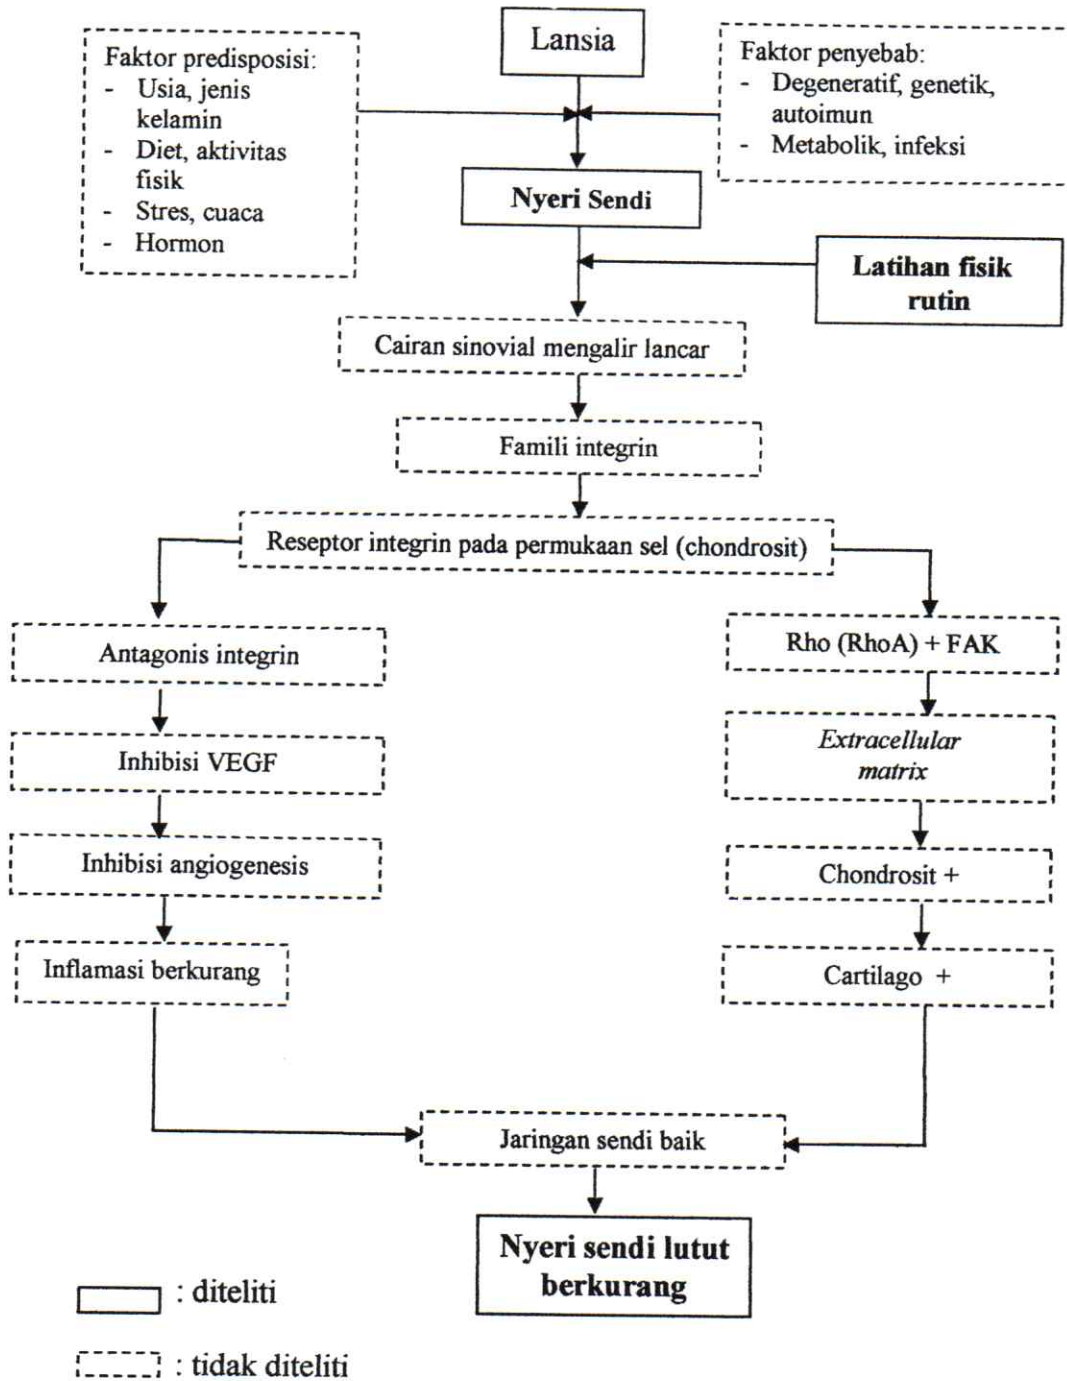 Lansia
Faktor predisposisi:
- Usia, jenis
kelamin
- Diet, aktivitas
fisik
- Stres, cuaca
- Hormon
Faktor penyebab:
- Degeneratif, genetik,
autoimun
- Metabolik, infeksi
Nyeri Sendi
Latihan fisik
rutin
Cairan sinovial mengalir lancar
Famili integrin
Reseptor integrin pada permukaan sel (chondrosit)
Antagonis integrin
Inhibisi VEGF
Inhibisi angiogenesis
Inflamasi berkurang
Rho (RhoA) + FAK
Extracellular
matrix
Chondrosit +
Cartilago +
Jaringan sendi baik
Nyeri sendi lutut
berkurang
: diteliti
: tidak diteliti